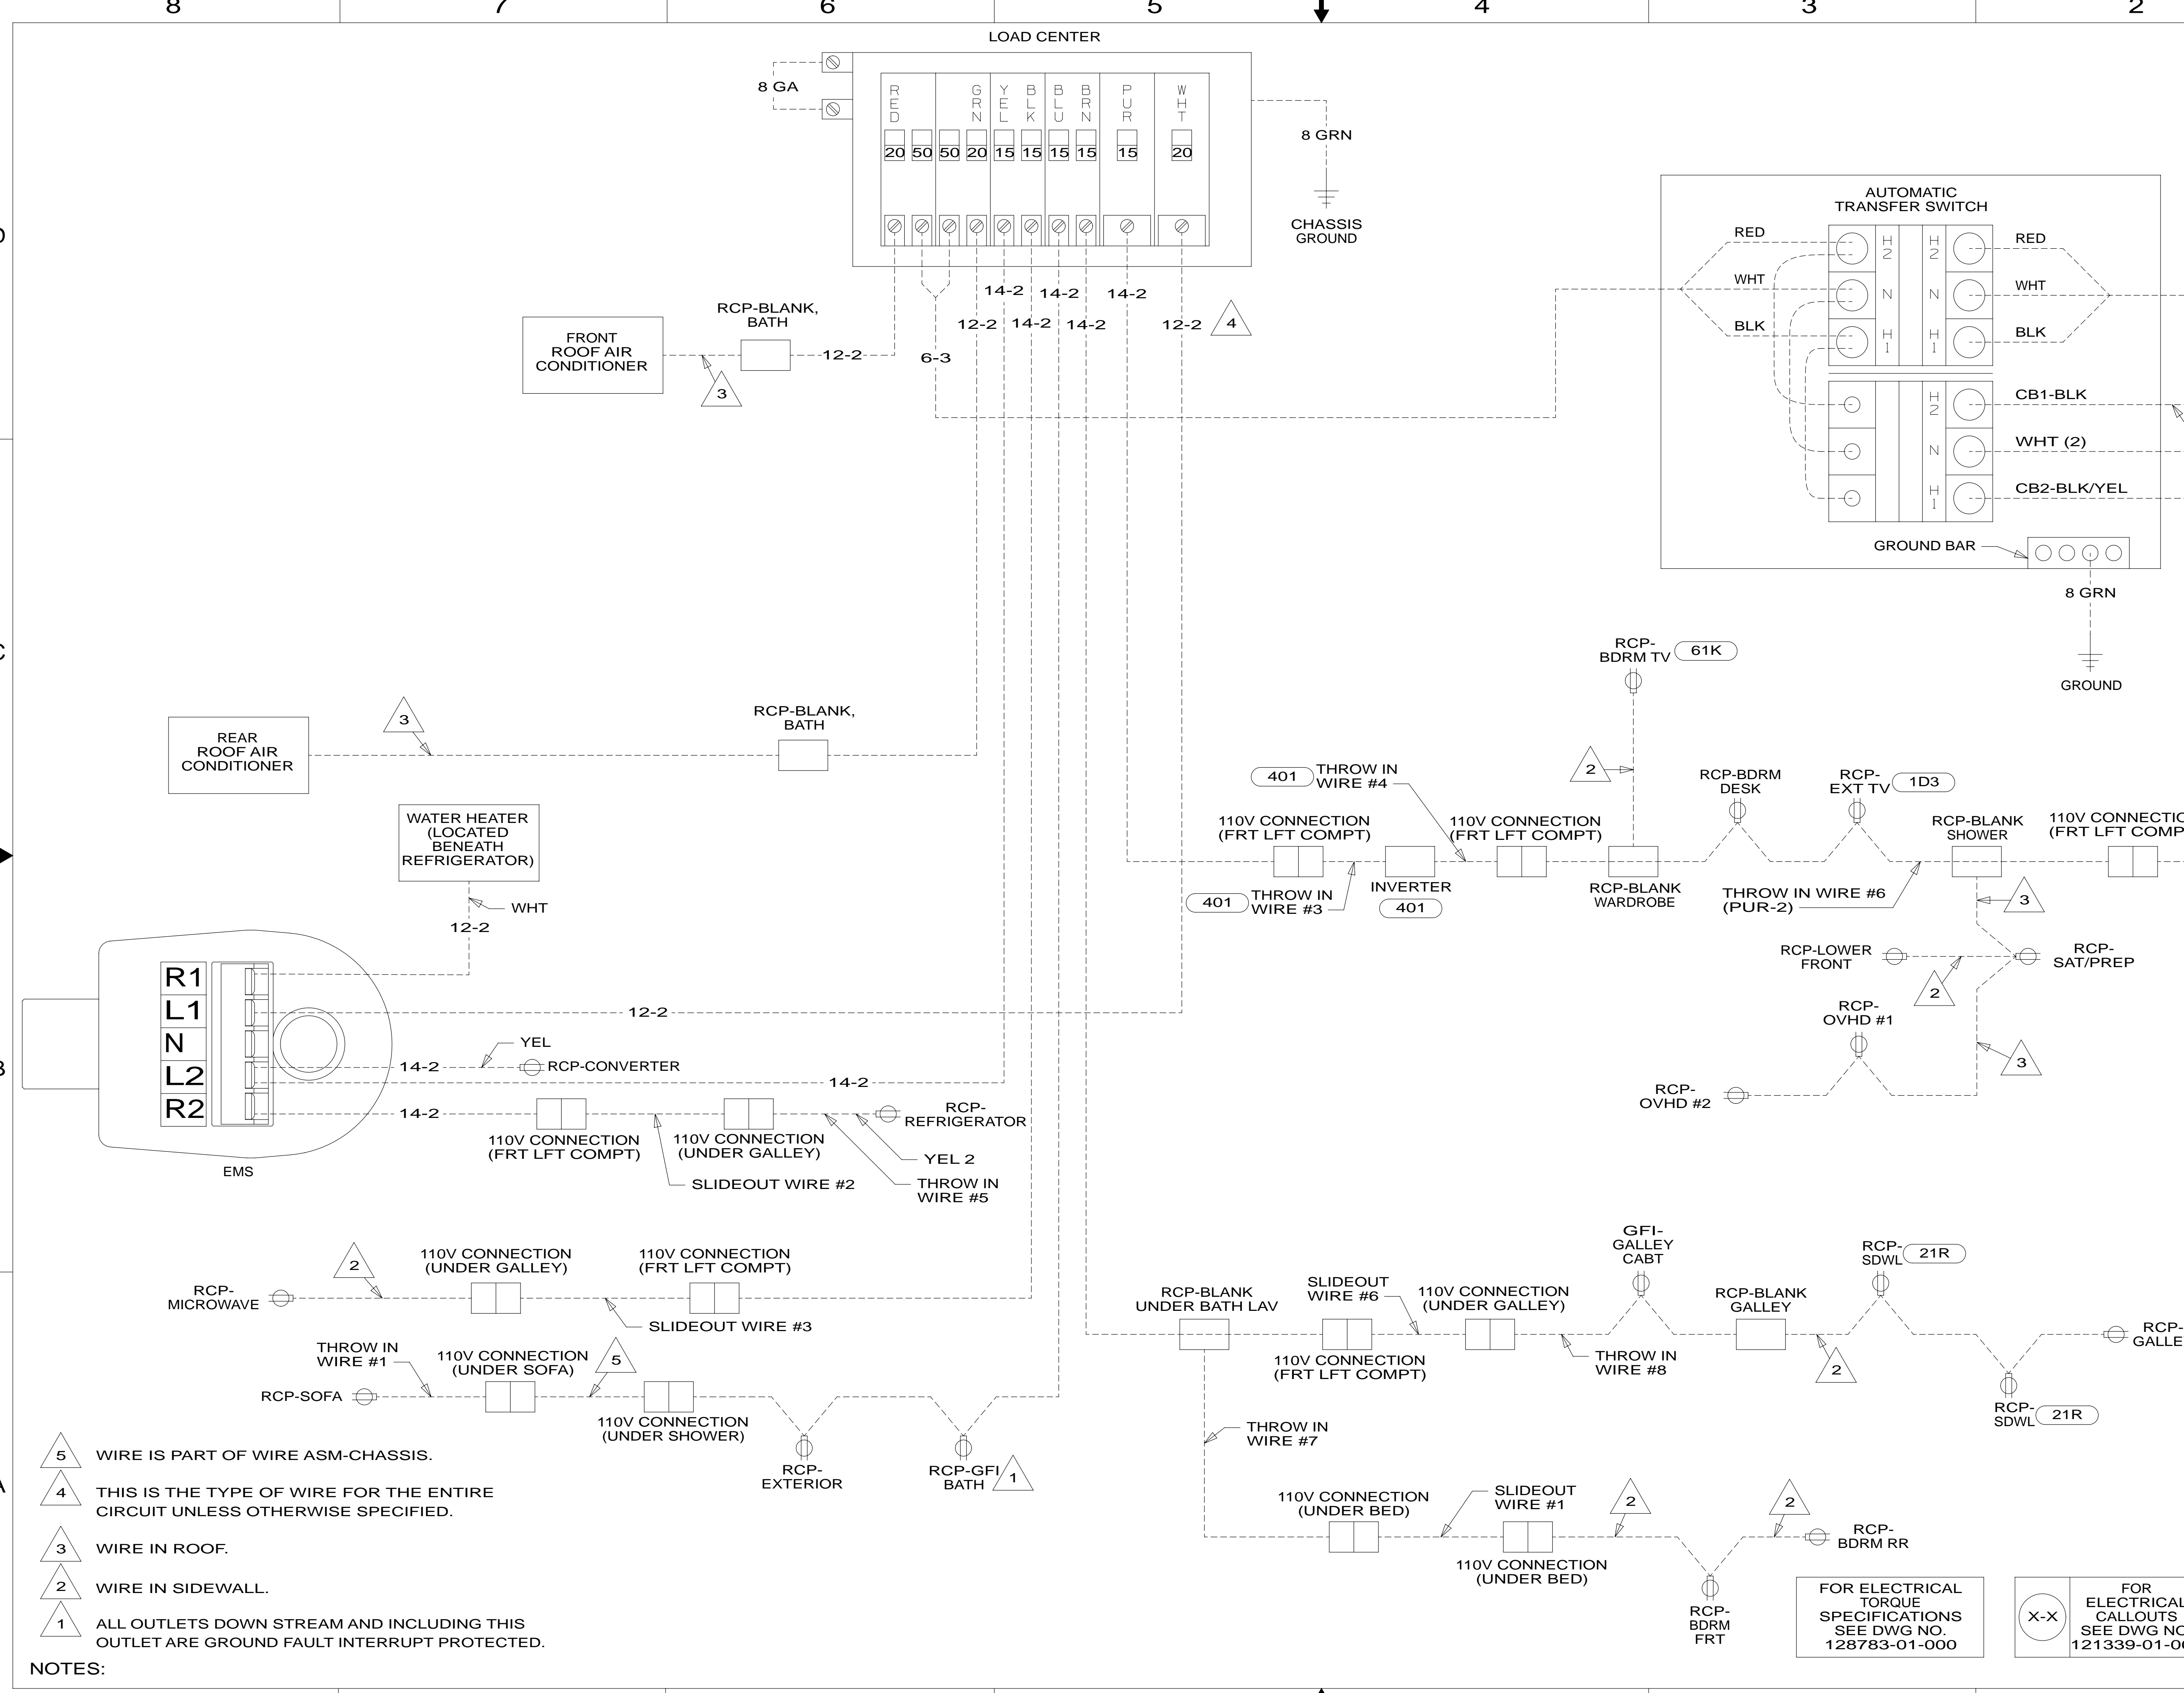 8
7
6
5
4
3
2
LOAD CENTER
8 GA
RED
GRN
YEL
BLK
BLU
BRN
PUR
WHT
20
50
50
20
15
15
15
15
15
20
8 GRN
CHASSIS
GROUND
AUTOMATIC
TRANSFER SWITCH
RED
WHT
BLK
H2
N
H1
H2
N
H1
RED
WHT
BLK
H2
N
H1
CB1-BLK
WHT (2)
CB2-BLK/YEL
GROUND BAR
8 GRN
GROUND
14-2
14-2
14-2
12-2
14-2
14-2
12-2
4
6-3
12-2
RCP-BLANK,
BATH
FRONT
ROOF AIR
CONDITIONER
3
RCP-BLANK,
BATH
3
REAR
ROOF AIR
CONDITIONER
WATER HEATER
(LOCATED
BENEATH
REFRIGERATOR)
WHT
12-2
R1
L1
N
L2
R2
EMS
12-2
YEL
14-2
RCP-CONVERTER
14-2
14-2
110V CONNECTION
(FRT LFT COMPT)
110V CONNECTION
(UNDER GALLEY)
RCP-
REFRIGERATOR
YEL 2
SLIDEOUT WIRE #2
THROW IN
WIRE #5
RCP-
BDRM TV
61K
2
401
THROW IN
WIRE #4
110V CONNECTION
(FRT LFT COMPT)
110V CONNECTION
(FRT LFT COMPT)
401
THROW IN
WIRE #3
INVERTER
401
RCP-BLANK
WARDROBE
RCP-BDRM
DESK
RCP-
EXT TV
1D3
RCP-BLANK
SHOWER
110V CONNECTIO
(FRT LFT COMP
THROW IN WIRE #6
(PUR-2)
3
RCP-LOWER
FRONT
2
RCP-
SAT/PREP
RCP-
OVHD #1
3
RCP-
OVHD #2
2
RCP-
MICROWAVE
110V CONNECTION
(UNDER GALLEY)
110V CONNECTION
(FRT LFT COMPT)
SLIDEOUT WIRE #3
THROW IN
WIRE #1
RCP-SOFA
110V CONNECTION
(UNDER SOFA)
5
110V CONNECTION
(UNDER SHOWER)
RCP-
EXTERIOR
RCP-GFI
BATH
1
RCP-BLANK
UNDER BATH LAV
SLIDEOUT
WIRE #6
110V CONNECTION
(FRT LFT COMPT)
110V CONNECTION
(UNDER GALLEY)
THROW IN
WIRE #8
GFI-
GALLEY
CABT
RCP-BLANK
GALLEY
2
RCP-
SDWL
21R
RCP-
SDWL
21R
RCP-
GALLE
THROW IN
WIRE #7
110V CONNECTION
(UNDER BED)
SLIDEOUT
WIRE #1
110V CONNECTION
(UNDER BED)
2
RCP-
BDRM
FRT
2
RCP-
BDRM RR
5 WIRE IS PART OF WIRE ASM-CHASSIS.
4 THIS IS THE TYPE OF WIRE FOR THE ENTIRE
CIRCUIT UNLESS OTHERWISE SPECIFIED.
3 WIRE IN ROOF.
2 WIRE IN SIDEWALL.
1 ALL OUTLETS DOWN STREAM AND INCLUDING THIS
OUTLET ARE GROUND FAULT INTERRUPT PROTECTED.
NOTES:
FOR ELECTRICAL
TORQUE
SPECIFICATIONS
SEE DWG NO.
128783-01-000
X-X
FOR
ELECTRICAL
CALLOUTS
SEE DWG NO
121339-01-00